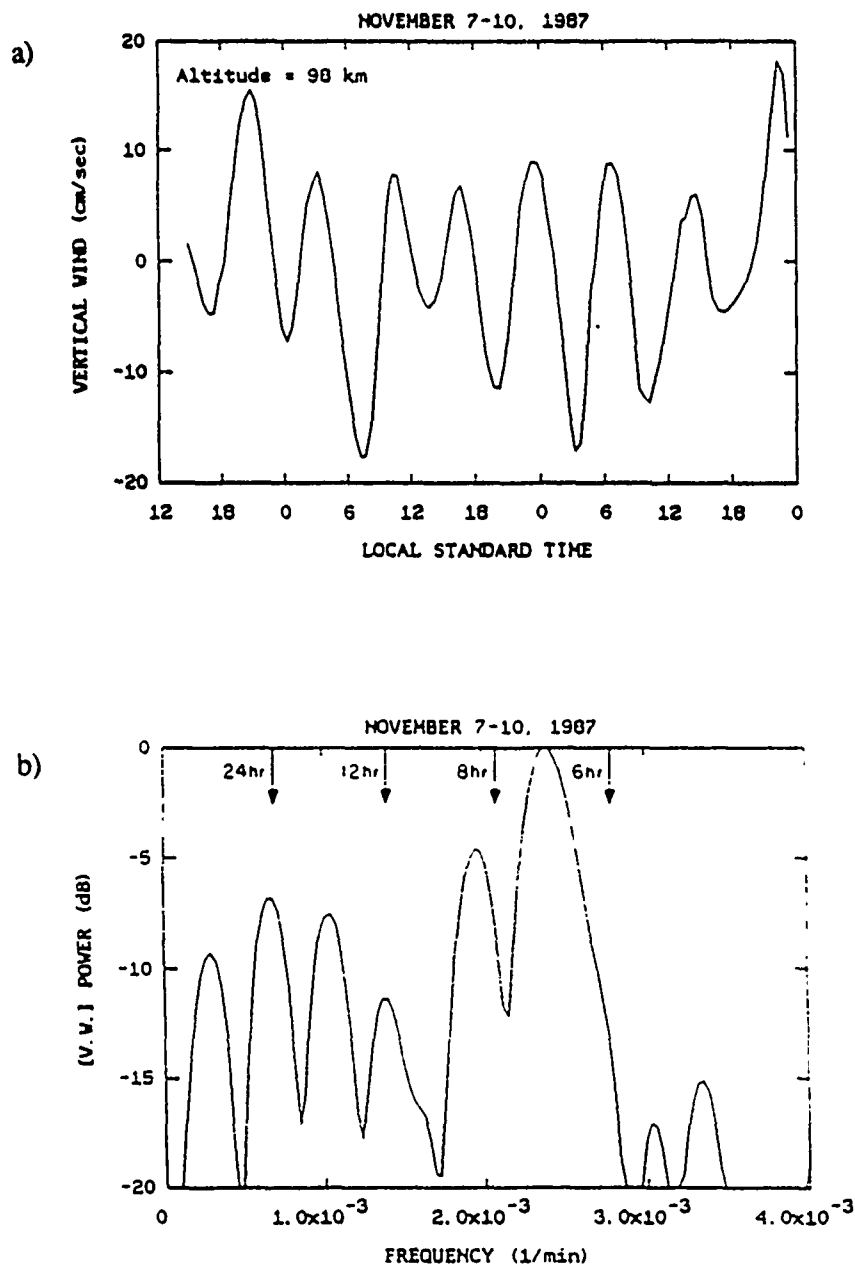 a)
NOVEMBER 7-10, 1987
Altitude = 98 km
VERTICAL WIND (cm/sec)
20
10
0
-10
-20
12 18 0 6 12 18 0 6 12 18 0
LOCAL STANDARD TIME
b)
NOVEMBER 7-10, 1987
24hr 12hr 8hr 6hr
[V.W.] POWER (dB)
0
-5
-10
-15
-20
0 1.0x10⁻³ 2.0x10⁻³ 3.0x10⁻³ 4.0x10⁻³
FREQUENCY (1/min)